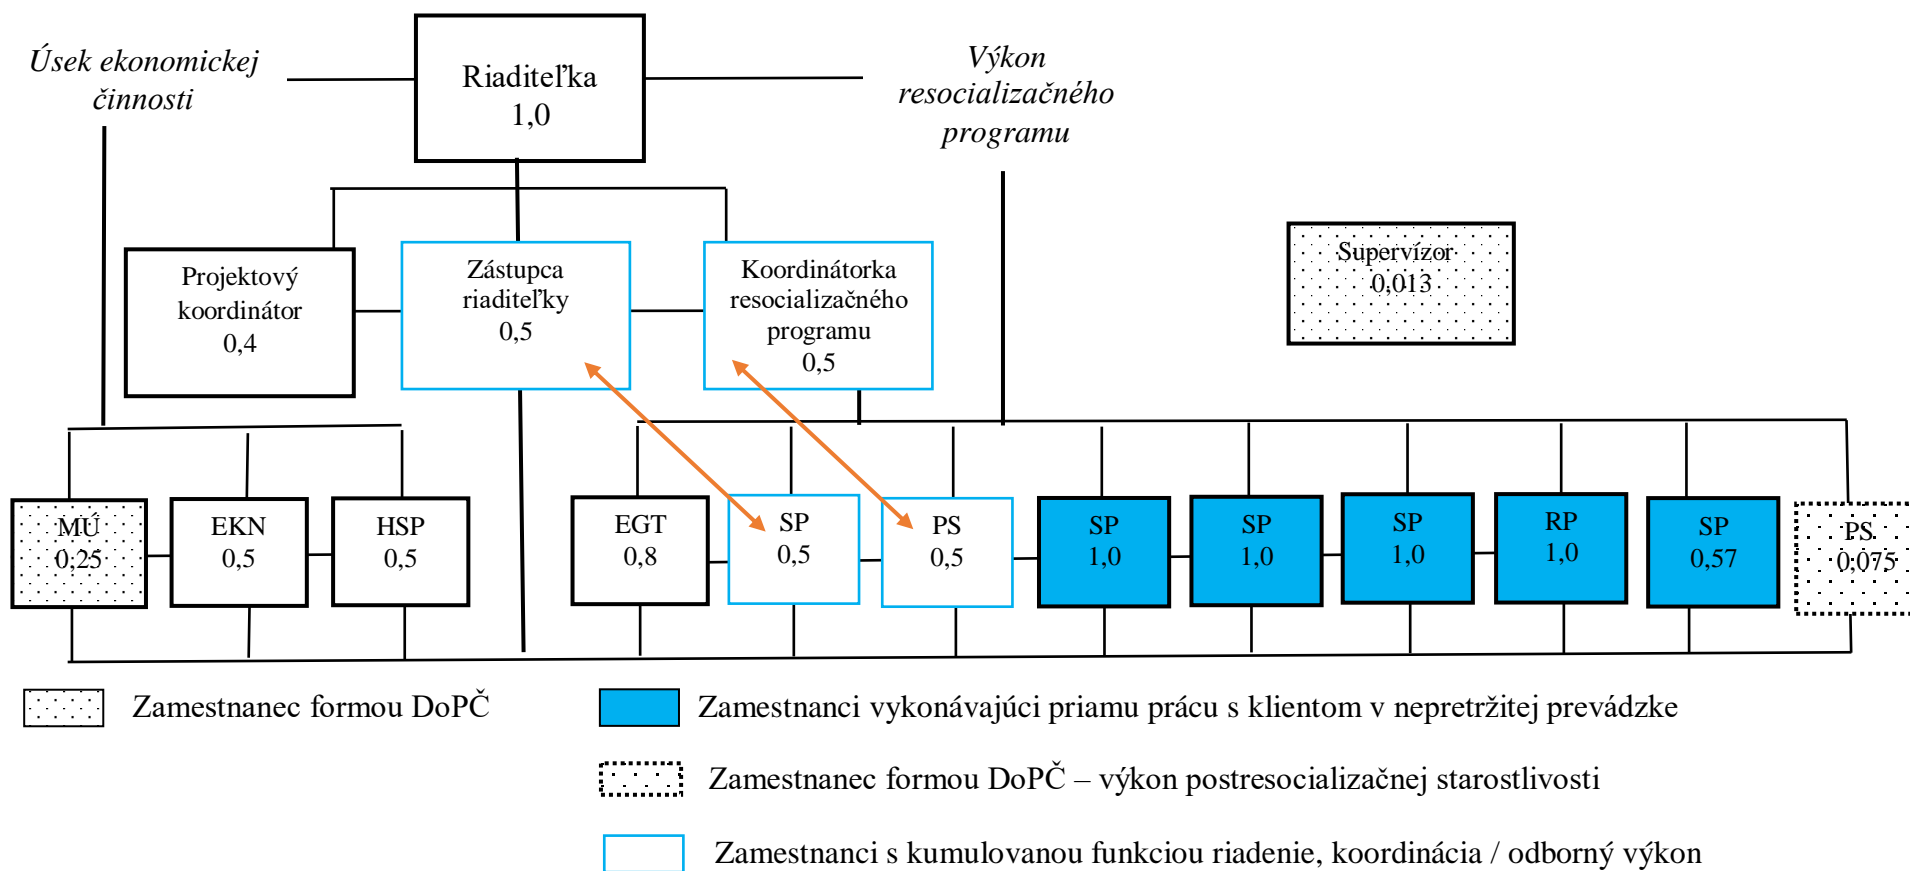 Úsek ekonomickej
činnosti
Riaditeľka
1,0
Výkon
resocializačného
programu
Projektový
koordinátor
0,4
Zástupca
riaditeľky
0,5
Koordinátorka
resocializačného
programu
0,5
Supervízor
0,013
MÚ
0,25
EKN
0,5
HSP
0,5
EGT
0,8
SP
0,5
PS
0,5
SP
1,0
SP
1,0
SP
1,0
RP
1,0
SP
0,57
PS
0,075
Zamestnanec formou DoPČ
Zamestnanci vykonávajúci priamu prácu s klientom v nepretržitej prevádzke
Zamestnanec formou DoPČ – výkon postresocializačnej starostlivosti
Zamestnanci s kumulovanou funkciou riadenie, koordinácia / odborný výkon